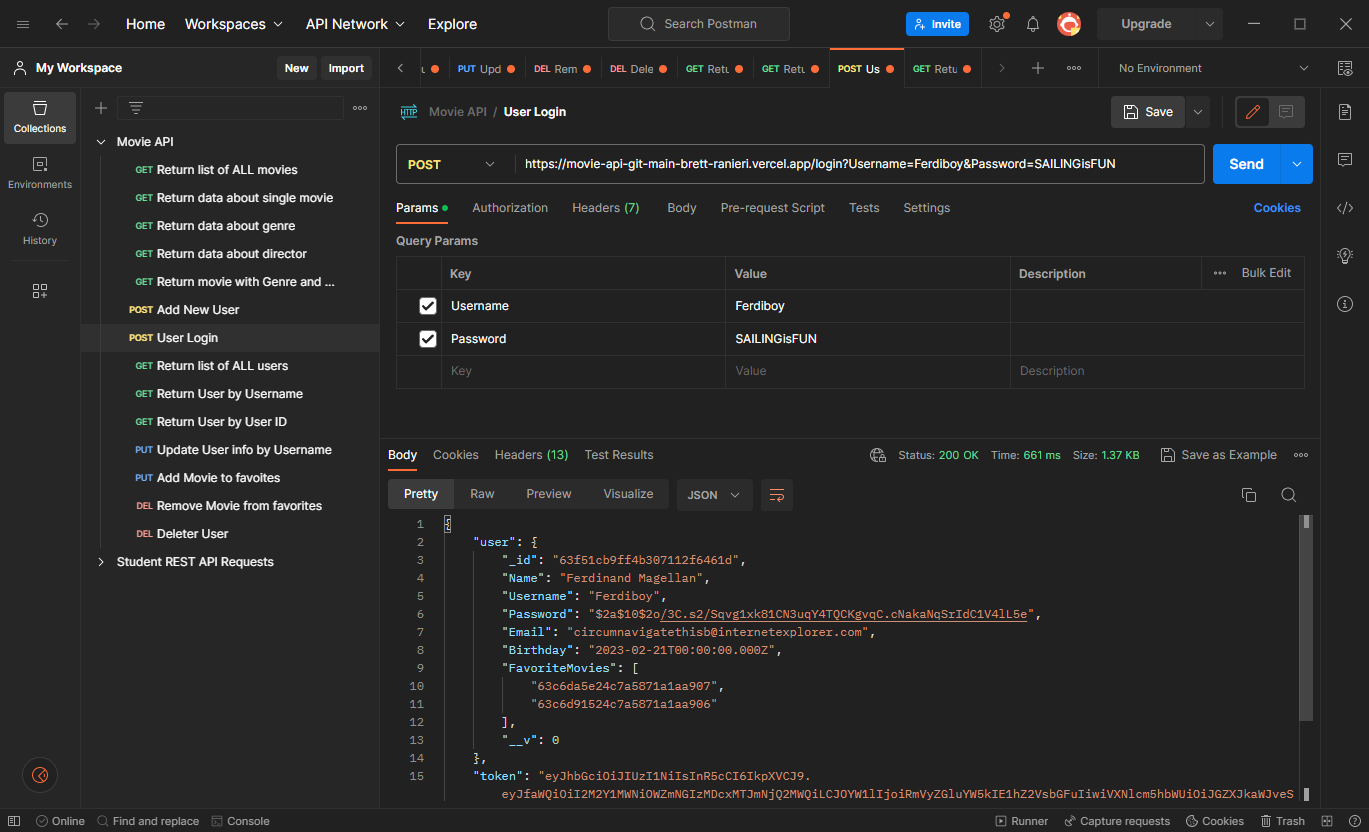 Home Workspaces API Network Explore Search Postman Invite Upgrade
My Workspace New Import PUT Upd DEL Rem DEL Dele GET Retu GET Retu POST Us GET Retu No Environment
Collections
Environments
History
Movie API
GET Return list of ALL movies
GET Return data about single movie
GET Return data about genre
GET Return data about director
GET Return movie with Genre and ...
POST Add New User
POST User Login
GET Return list of ALL users
GET Return User by Username
GET Return User by User ID
PUT Update User info by Username
PUT Add Movie to favoites
DEL Remove Movie from favorites
DEL Deleter User
Student REST API Requests
HTTP Movie API / User Login Save
POST https://movie-api-git-main-brett-ranieri.vercel.app/login?Username=Ferdiboy&Password=SAILINGisFUN Send
Params Authorization Headers (7) Body Pre-request Script Tests Settings Cookies
Query Params
Key Value Description Bulk Edit
Username Ferdiboy
Password SAILINGisFUN
Key Value Description
Body Cookies Headers (13) Test Results Status: 200 OK Time: 661 ms Size: 1.37 KB Save as Example
Pretty Raw Preview Visualize JSON
1 {
2 "user": {
3 "_id": "63f51cb9ff4b307112f6461d",
4 "Name": "Ferdinand Magellan",
5 "Username": "Ferdiboy",
6 "Password": "$2a$10$2o/3C.s2/Sqvg1xk81CN3uqY4TQCKgvqC.cNakaNqSrIdC1V4lL5e",
7 "Email": "circumnavigatethisb@internetexplorer.com",
8 "Birthday": "2023-02-21T00:00:00.000Z",
9 "FavoriteMovies": [
10 "63c6da5e24c7a5871a1aa907",
11 "63c6d91524c7a5871a1aa906"
12 ],
13 "__v": 0
14 },
15 "token": "eyJhbGciOiJIUzI1NiIsInR5cCI6IkpXVCJ9.
eyJfaWQiOiI2M2Y1MWNiOWZmNGIzMDcxMTJmNjQ2MWQiLCJOYW1lIjoiRmVyZGluYW5kIE1hZ2VsbGFuIiwiVXNlcm5hbWUiOiJGZXJkaWJveS
Online Find and replace Console Runner Capture requests Cookies Trash